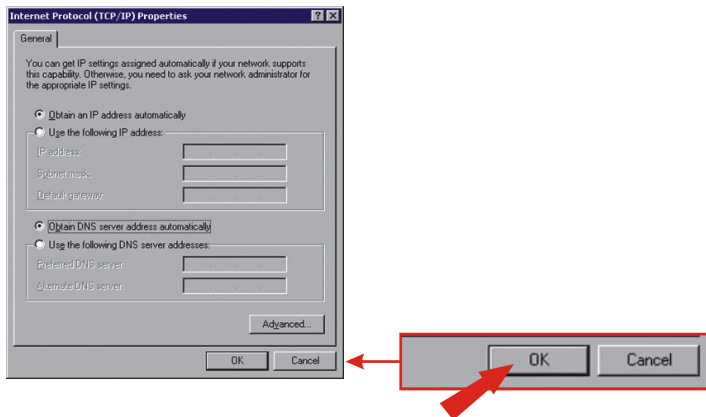 Internet Protocol (TCP/IP) Properties
General
You can get IP settings assigned automatically if your network supports
this capability. Otherwise, you need to ask your network administrator for
the appropriate IP settings.
Obtain an IP address automatically
Use the following IP address:
IP address:
Subnet mask:
Default gateway:
Obtain DNS server address automatically
Use the following DNS server addresses:
Preferred DNS server:
Alternate DNS server:
Advanced...
OK Cancel
OK Cancel